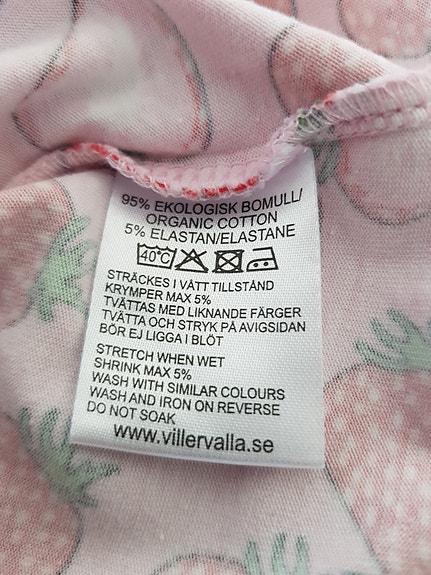 95% EKOLOGISK BOMULL/
ORGANIC COTTON
5% ELASTAN/ELASTANE
40°C
STRÄCKES I VÅTT TILLSTÅND
KRYMPER MAX 5%
TVÄTTAS MED LIKNANDE FÄRGER
TVÄTTA OCH STRYK PÅ AVIGSIDAN
BÖR EJ LIGGA I BLÖT
STRETCH WHEN WET
SHRINK MAX 5%
WASH WITH SIMILAR COLOURS
WASH AND IRON ON REVERSE
DO NOT SOAK
www.villervalla.se